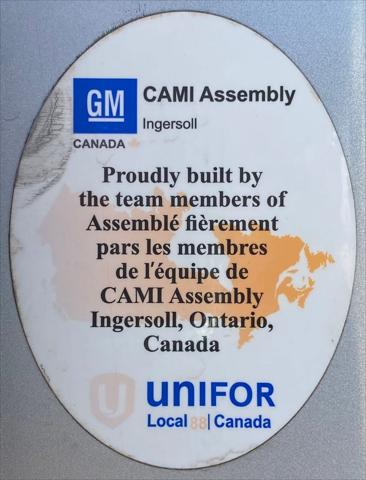 GM
CAMI Assembly
Ingersoll
CANADA
Proudly built by
the team members of
Assemblé fièrement
pars les membres
de l'équipe de
CAMI Assembly
Ingersoll, Ontario,
Canada
U
UNIFOR
Local 88| Canada